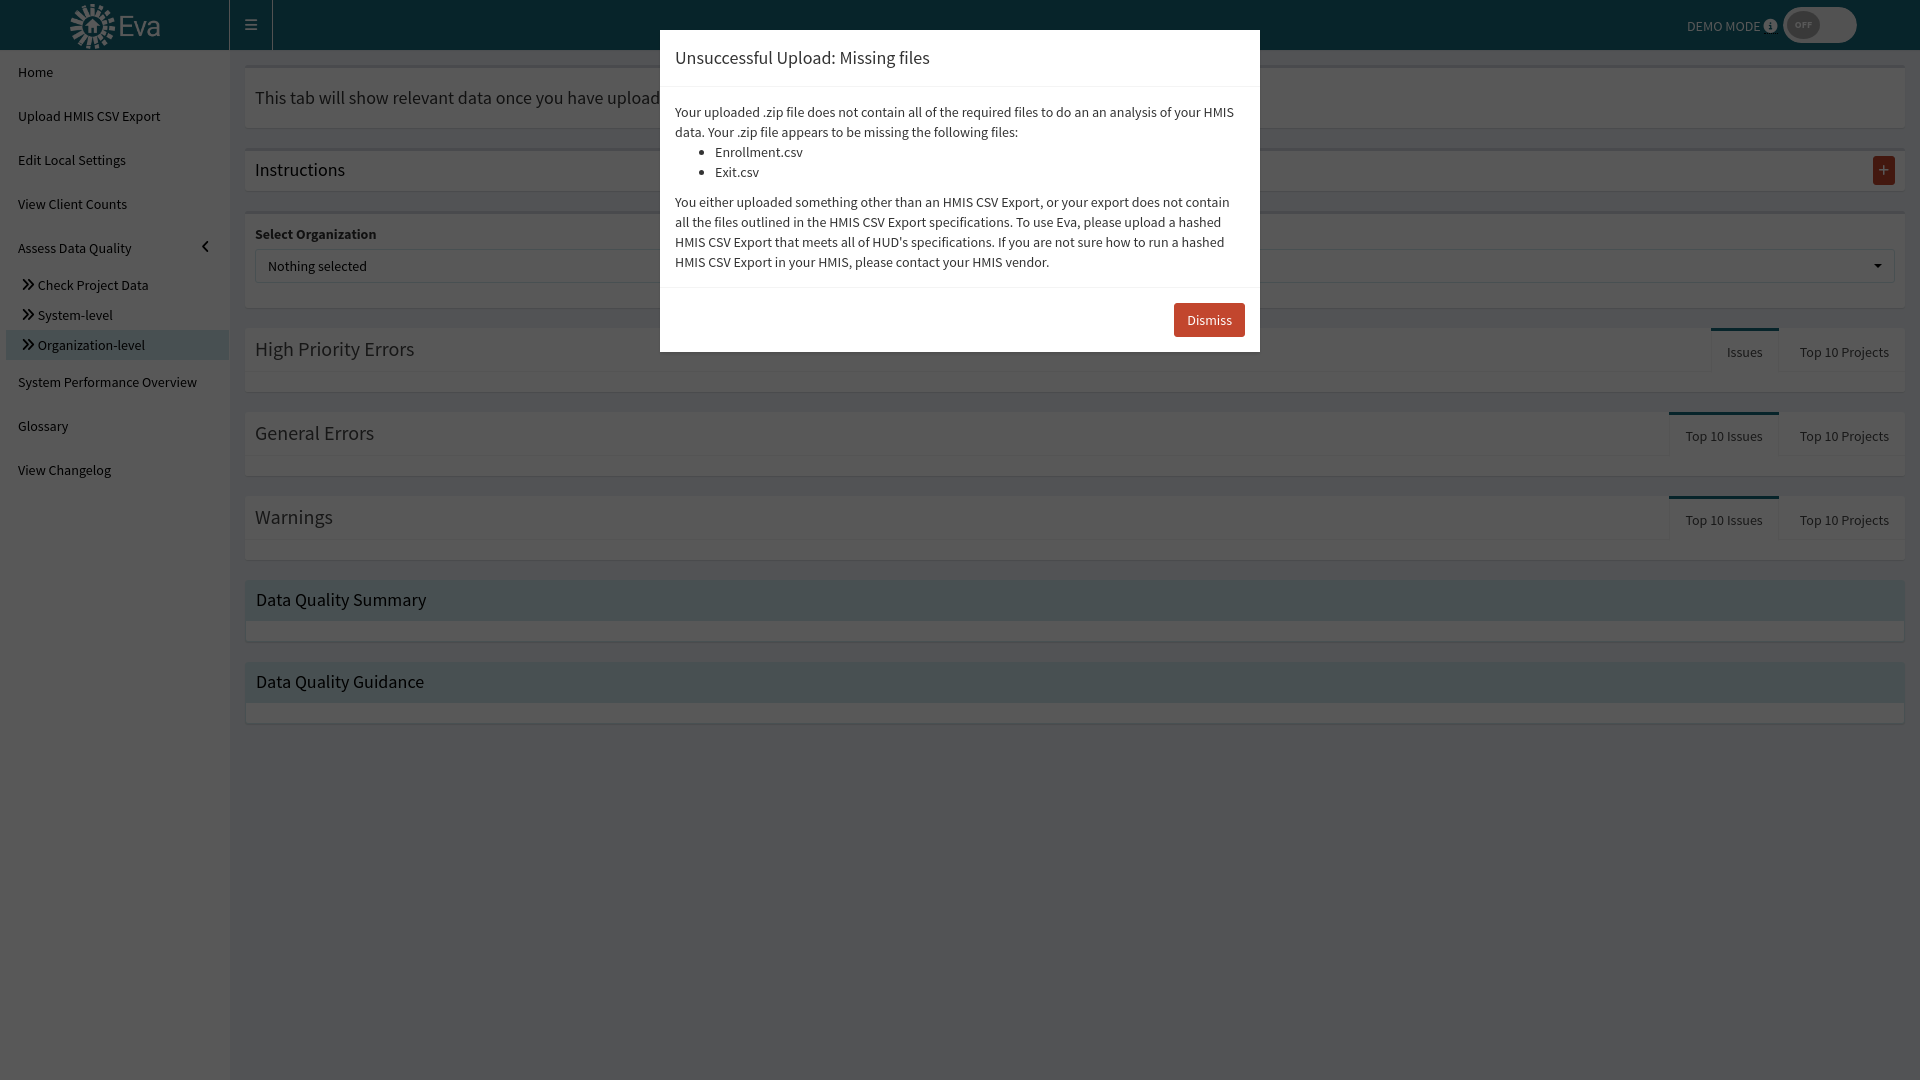 Eva
DEMO MODE
OFF
Home
Upload HMIS CSV Export
Edit Local Settings
View Client Counts
Assess Data Quality
Check Project Data
System-level
Organization-level
System Performance Overview
Glossary
View Changelog
Unsuccessful Upload: Missing files
Your uploaded .zip file does not contain all of the required files to do an an analysis of your HMIS
data. Your .zip file appears to be missing the following files:
Enrollment.csv
Exit.csv
You either uploaded something other than an HMIS CSV Export, or your export does not contain
all the files outlined in the HMIS CSV Export specifications. To use Eva, please upload a hashed
HMIS CSV Export that meets all of HUD's specifications. If you are not sure how to run a hashed
HMIS CSV Export in your HMIS, please contact your HMIS vendor.
Dismiss
This tab will show relevant data once you have upload
Instructions
+
Select Organization
Nothing selected
High Priority Errors
Issues
Top 10 Projects
General Errors
Top 10 Issues
Top 10 Projects
Warnings
Top 10 Issues
Top 10 Projects
Data Quality Summary
Data Quality Guidance